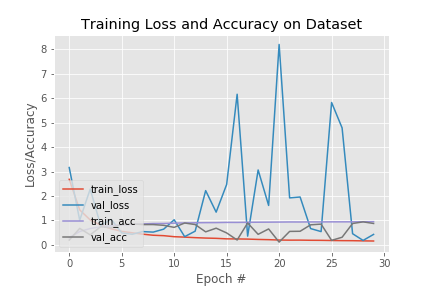 Training Loss and Accuracy on Dataset
Loss/Accuracy
8
7
6
5
4
3
2
1
0
train_loss
val_loss
train_acc
val_acc
0
5
10
15
20
25
30
Epoch #